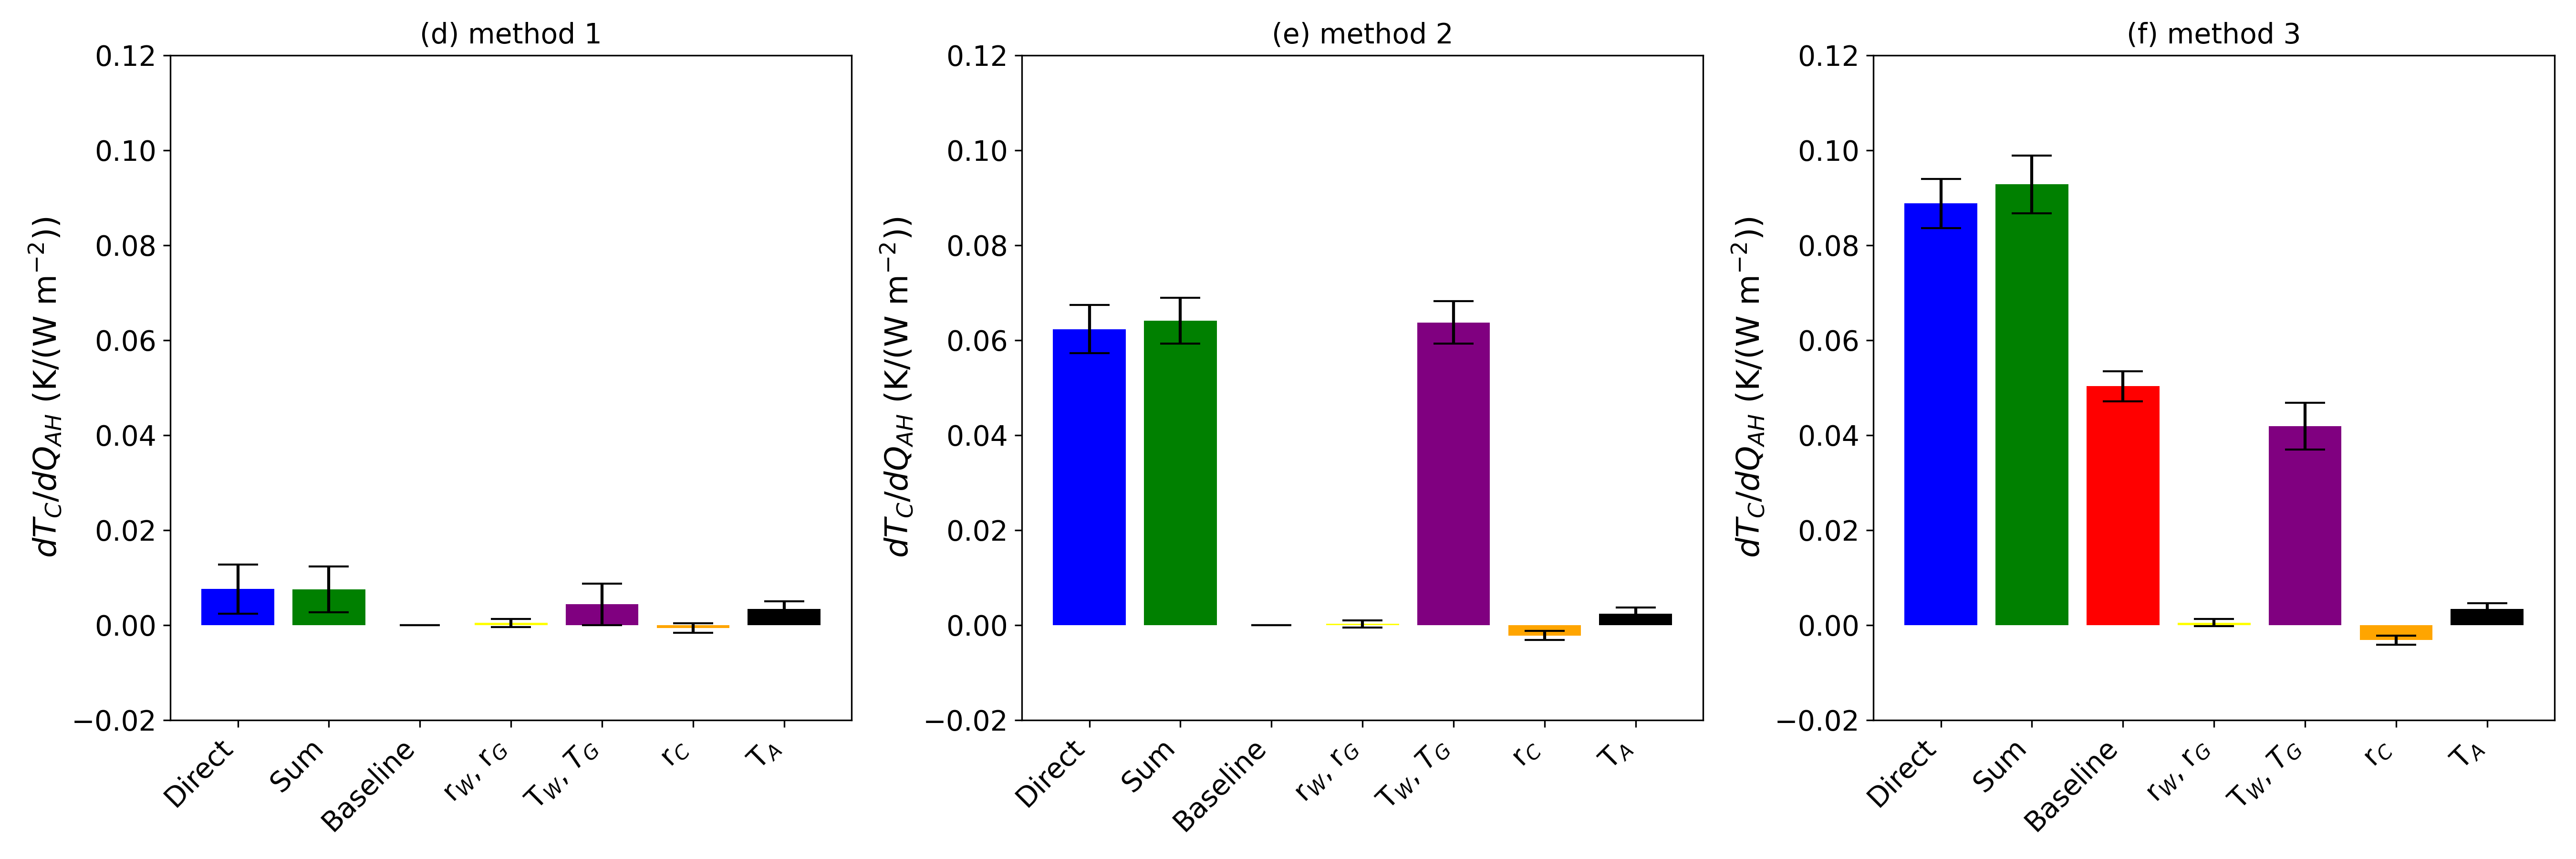 (d) method 1
0.12
0.10
0.08
0.06
0.04
0.02
0.00
−0.02
dT_C/dQ_AH (K/(W m⁻²))
Direct
Sum
Baseline
r_W, r_G
T_W, T_G
r_C
T_A
(e) method 2
0.12
0.10
0.08
0.06
0.04
0.02
0.00
−0.02
dT_C/dQ_AH (K/(W m⁻²))
Direct
Sum
Baseline
r_W, r_G
T_W, T_G
r_C
T_A
(f) method 3
0.12
0.10
0.08
0.06
0.04
0.02
0.00
−0.02
dT_C/dQ_AH (K/(W m⁻²))
Direct
Sum
Baseline
r_W, r_G
T_W, T_G
r_C
T_A